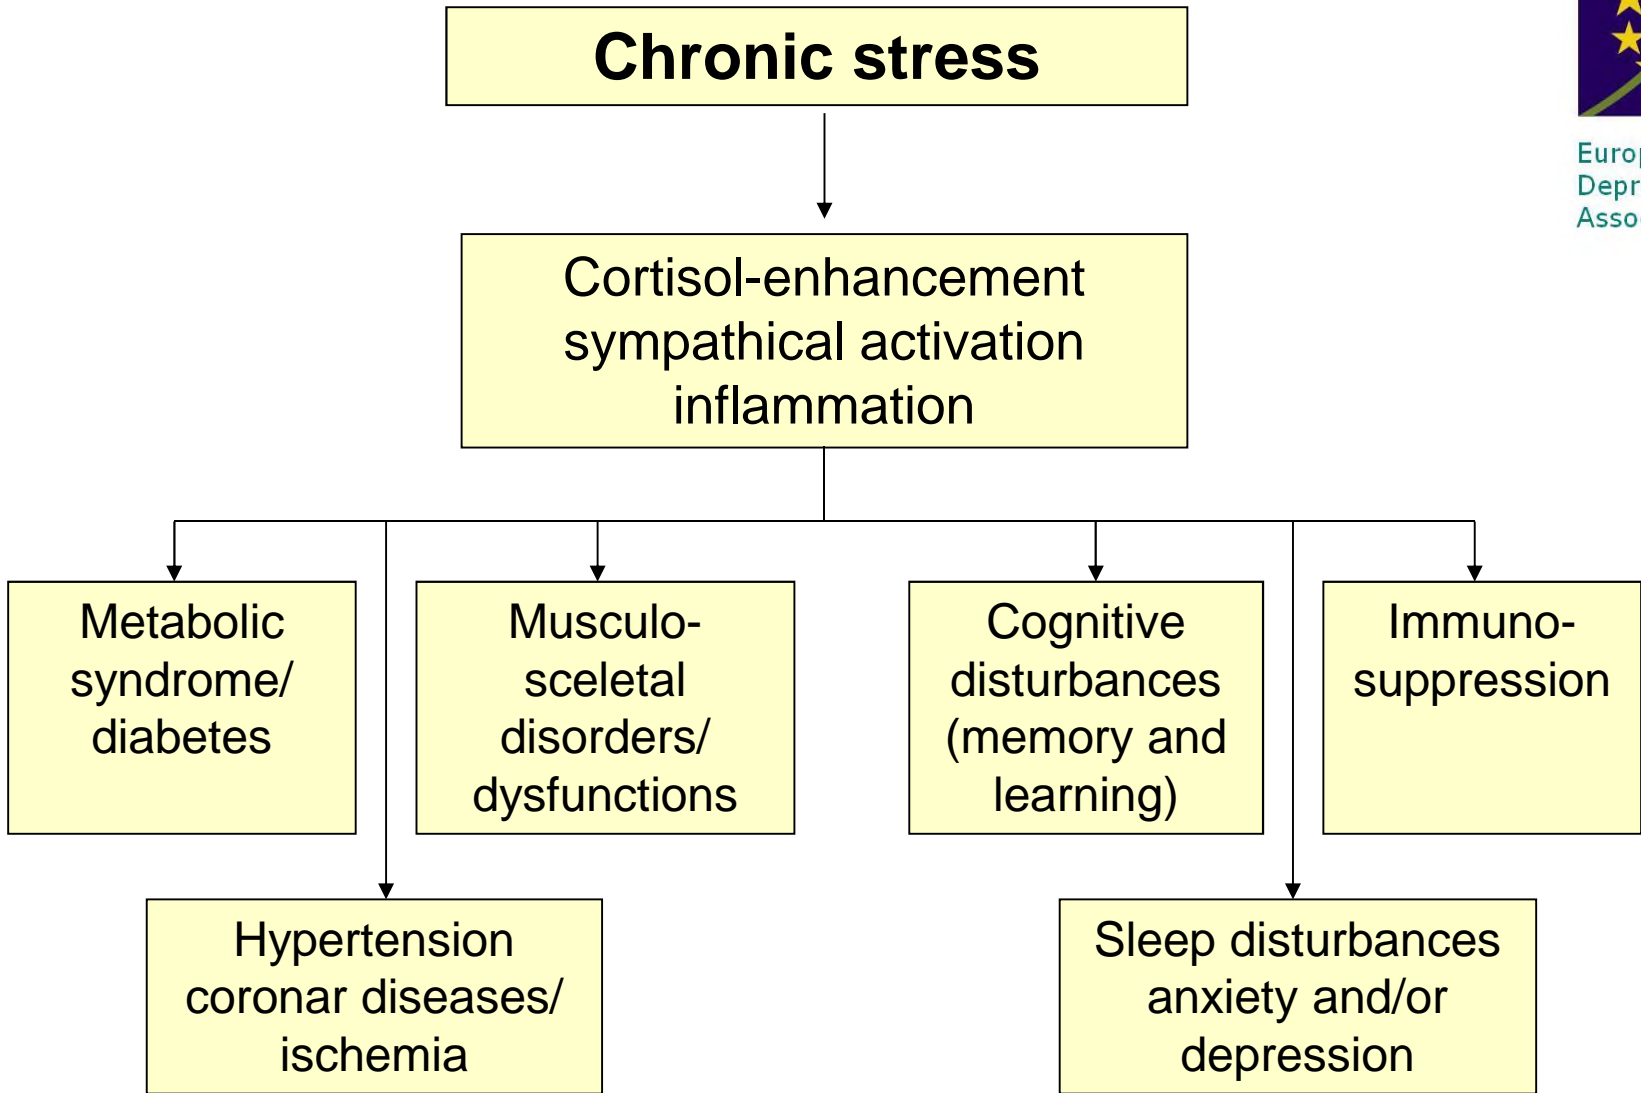 Chronic stress
Cortisol-enhancement
sympathical activation
inflammation
Metabolic
syndrome/
diabetes
Musculo-
sceletal
disorders/
dysfunctions
Cognitive
disturbances
(memory and
learning)
Immuno-
suppression
Hypertension
coronar diseases/
ischemia
Sleep disturbances
anxiety and/or
depression